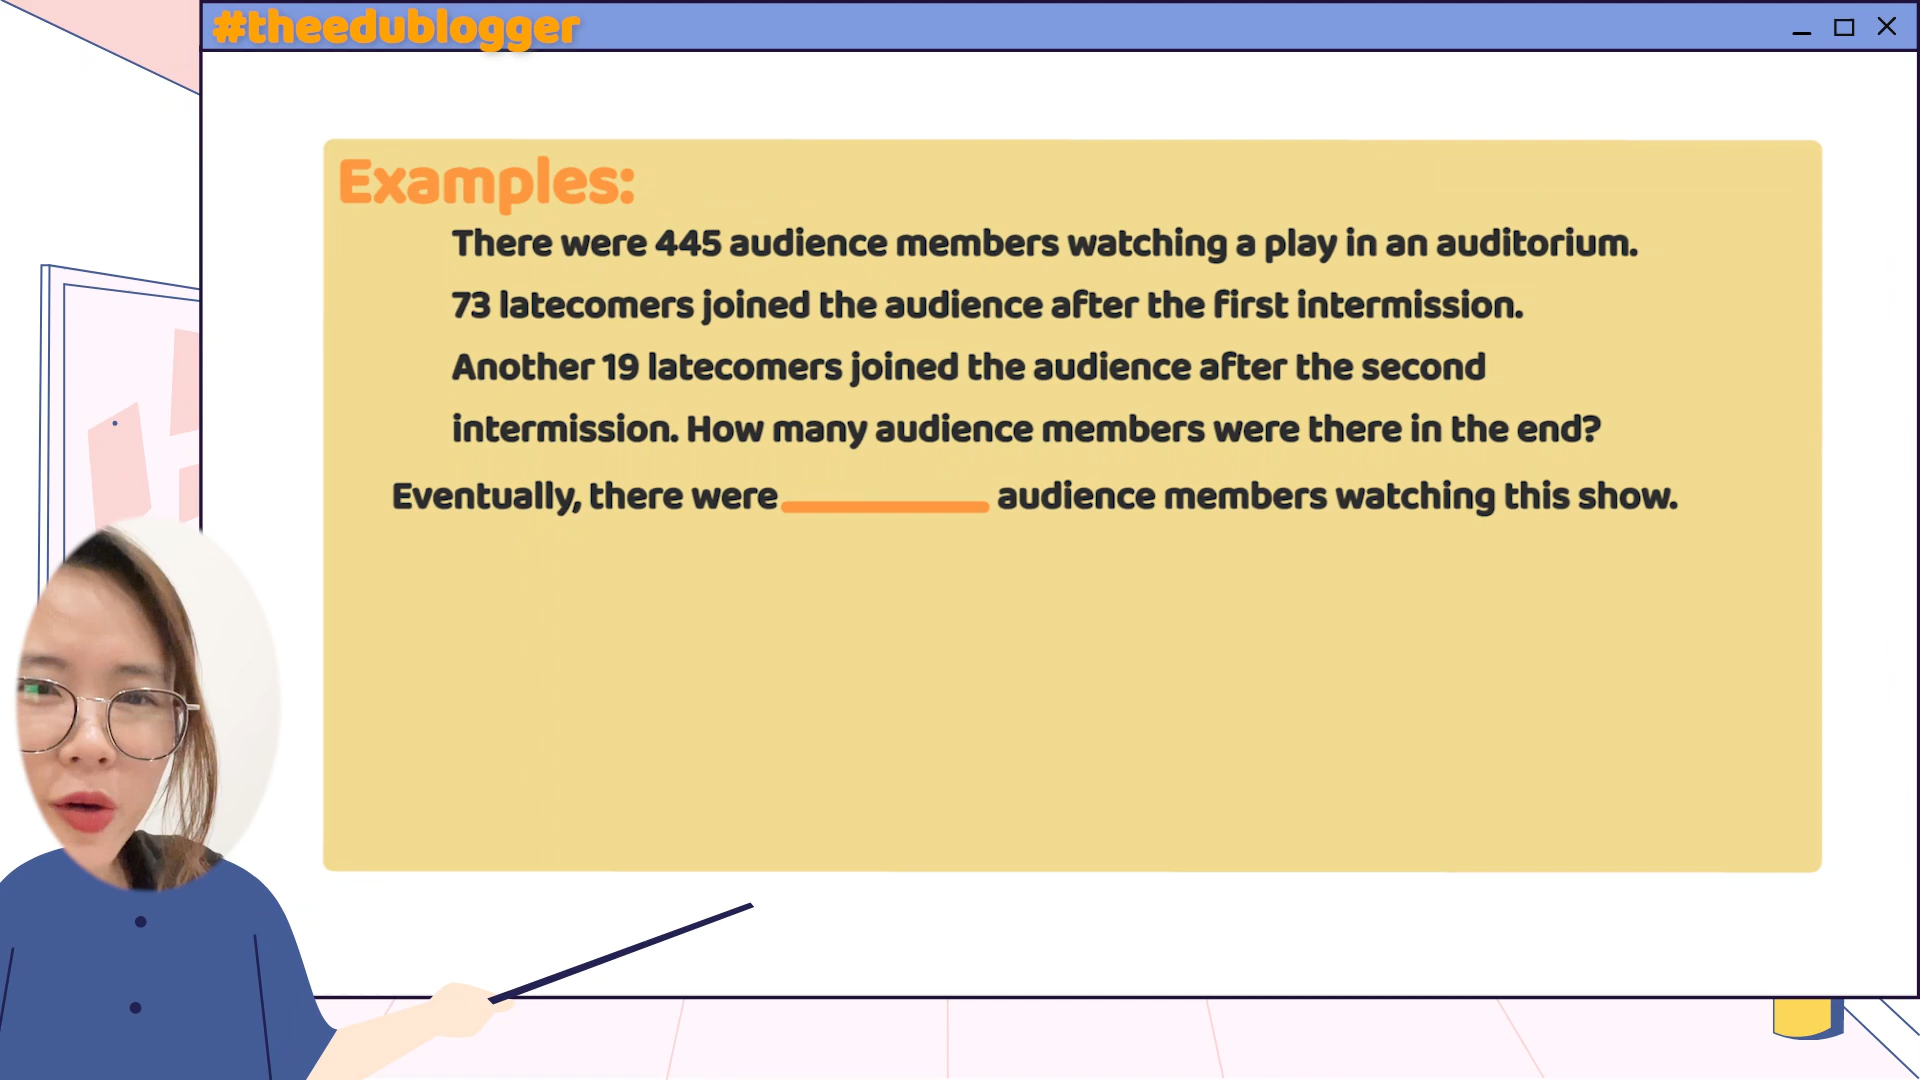 #theedublogger
Examples:
There were 445 audience members watching a play in an auditorium.
73 latecomers joined the audience after the first intermission.
Another 19 latecomers joined the audience after the second
intermission. How many audience members were there in the end?
Eventually, there were ________ audience members watching this show.